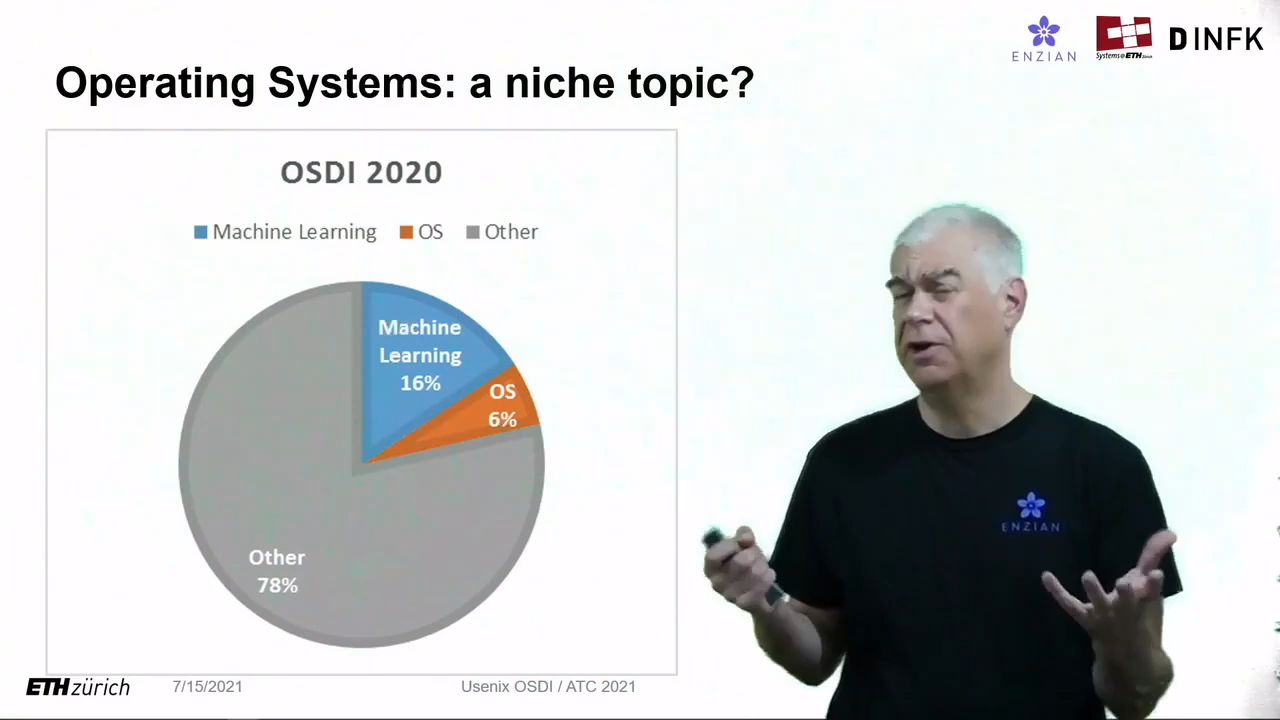 ENZIAN
Systems@ETH Zürich
DINFK
Operating Systems: a niche topic?
OSDI 2020
Machine Learning OS Other
Machine
Learning
16%
OS
6%
Other
78%
ENZIAN
ETH zürich 7/15/2021 Usenix OSDI / ATC 2021